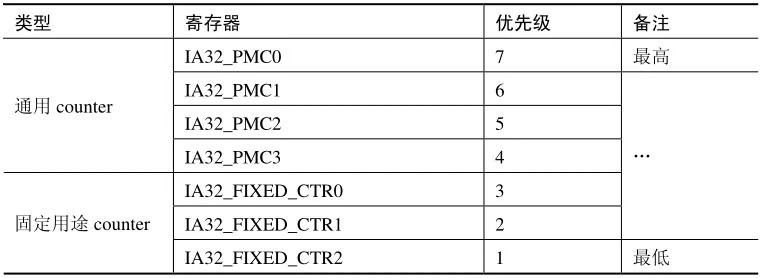 类型 寄存器 优先级 备注
IA32_PMC0 7 最高
IA32_PMC1 6
通用 counter
IA32_PMC2 5
IA32_PMC3 4
…
IA32_FIXED_CTR0 3
固定用途 counter IA32_FIXED_CTR1 2
IA32_FIXED_CTR2 1 最低